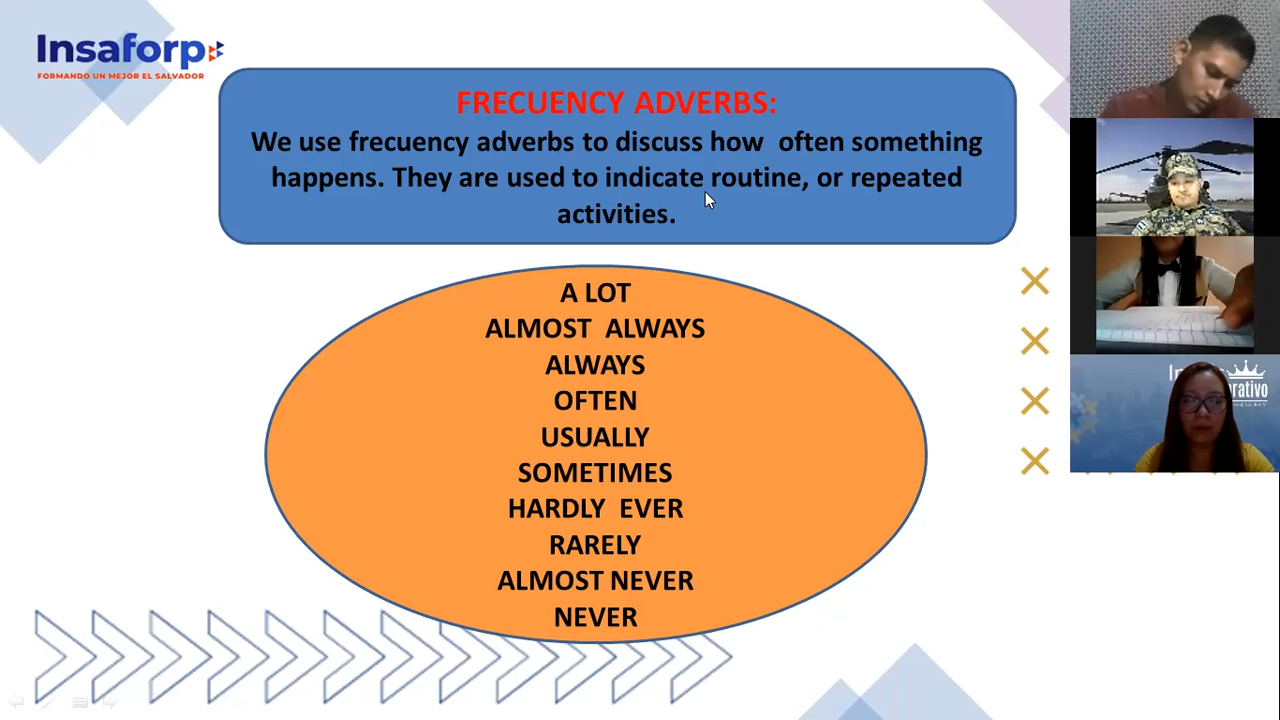 Insaforp
FORMANDO UN MEJOR EL SALVADOR
FRECUENCY ADVERBS:
We use frecuency adverbs to discuss how often something
happens. They are used to indicate routine, or repeated
activities.
A LOT
ALMOST ALWAYS
ALWAYS
OFTEN
USUALLY
SOMETIMES
HARDLY EVER
RARELY
ALMOST NEVER
NEVER